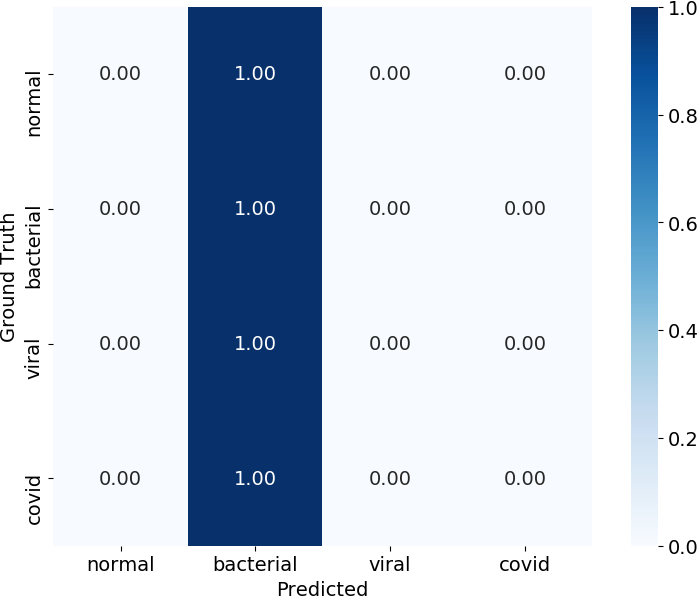 1.0
normal 0.00 1.00 0.00 0.00
0.8
bacterial 0.00 1.00 0.00 0.00
0.6
Ground Truth
viral 0.00 1.00 0.00 0.00
0.4
0.2
covid 0.00 1.00 0.00 0.00
0.0
normal bacterial viral covid
Predicted